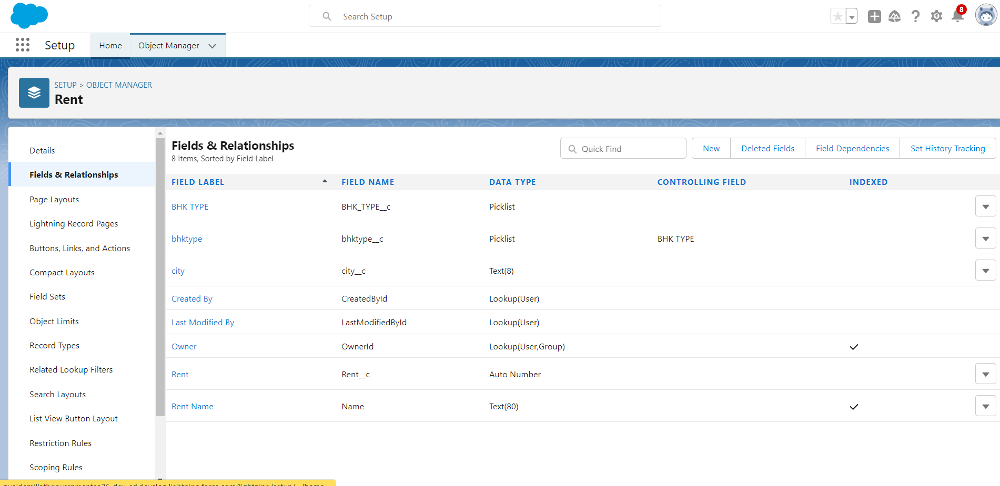 Search Setup
8
Setup
Home
Object Manager
SETUP > OBJECT MANAGER
Rent
Details
Fields & Relationships
Page Layouts
Lightning Record Pages
Buttons, Links, and Actions
Compact Layouts
Field Sets
Object Limits
Record Types
Related Lookup Filters
Search Layouts
List View Button Layout
Restriction Rules
Scoping Rules
Fields & Relationships
8 Items, Sorted by Field Label
Quick Find
New
Deleted Fields
Field Dependencies
Set History Tracking
FIELD LABEL FIELD NAME DATA TYPE CONTROLLING FIELD INDEXED
BHK TYPE BHK_TYPE__c Picklist
bhktype bhktype__c Picklist BHK TYPE
city city__c Text(8)
Created By CreatedById Lookup(User)
Last Modified By LastModifiedById Lookup(User)
Owner OwnerId Lookup(User,Group)
Rent Rent__c Auto Number
Rent Name Name Text(80)